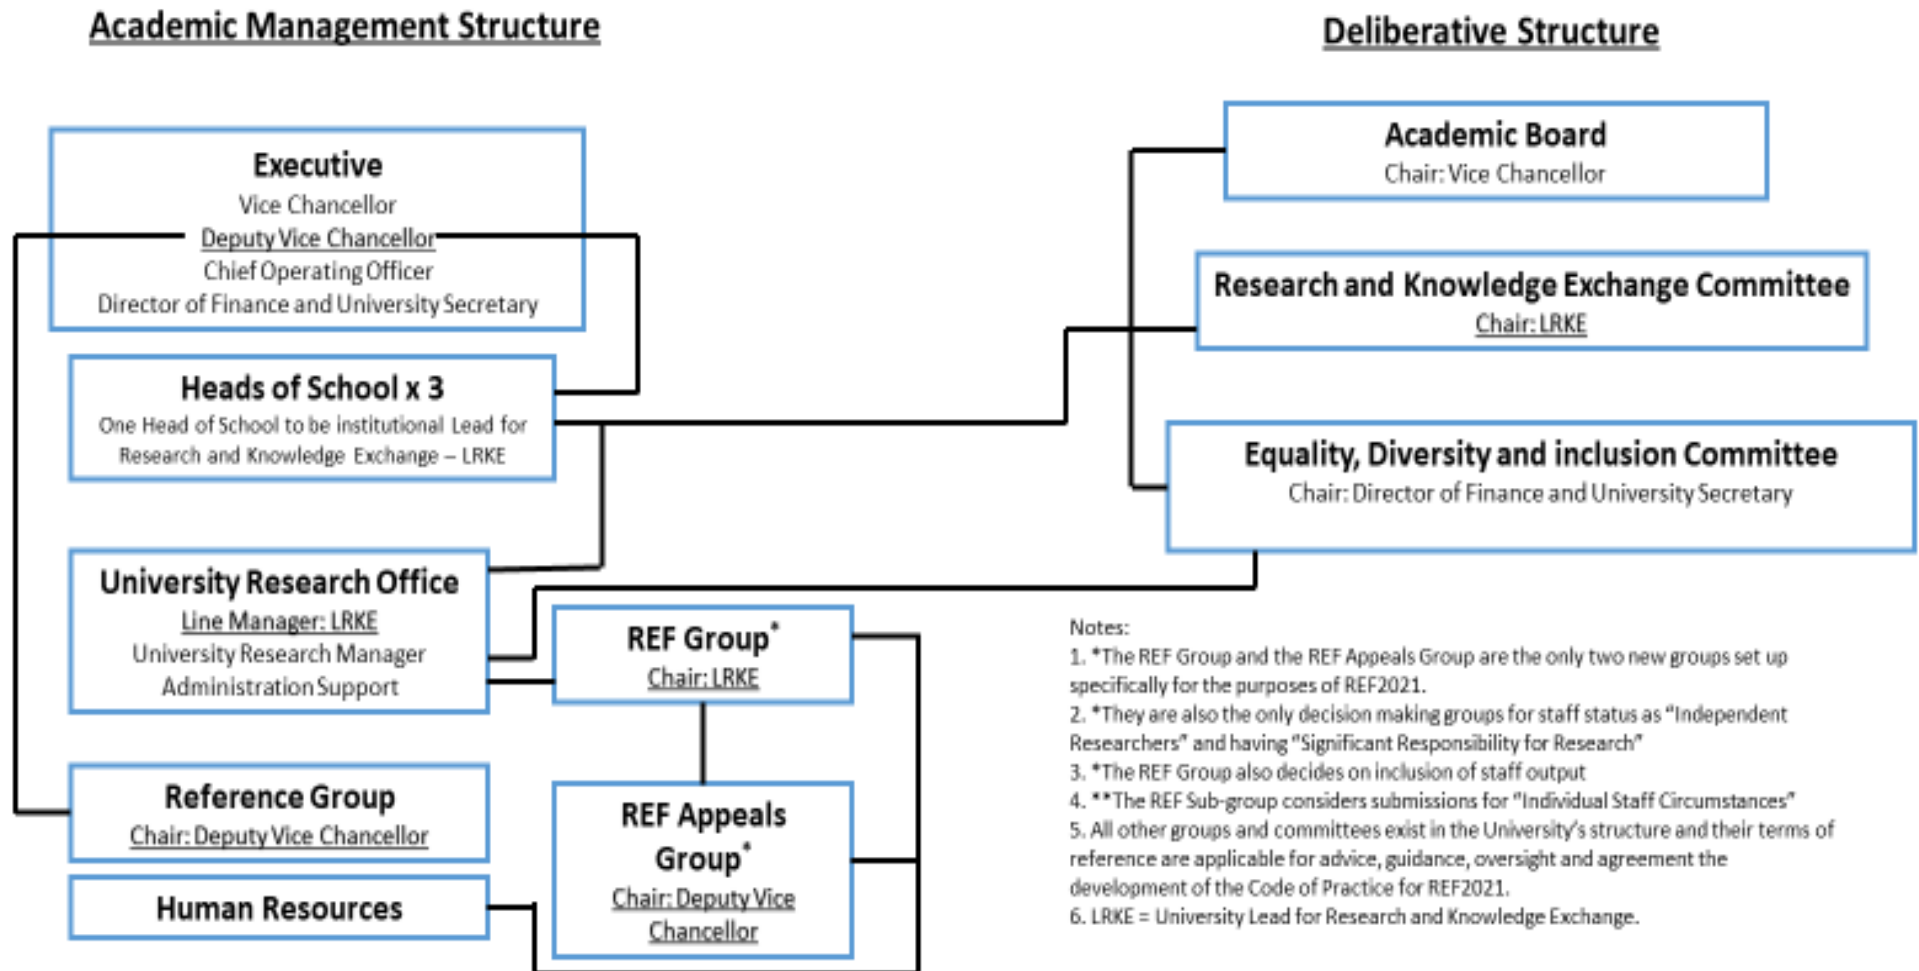 Academic Management Structure
Deliberative Structure
Executive
Vice Chancellor
Deputy Vice Chancellor
Chief Operating Officer
Director of Finance and University Secretary
Heads of School x 3
One Head of School to be institutional Lead for
Research and Knowledge Exchange – LRKE
University Research Office
Line Manager: LRKE
University Research Manager
Administration Support
Reference Group
Chair: Deputy Vice Chancellor
Human Resources
REF Group*
Chair: LRKE
REF Appeals
Group*
Chair: Deputy Vice
Chancellor
Academic Board
Chair: Vice Chancellor
Research and Knowledge Exchange Committee
Chair: LRKE
Equality, Diversity and inclusion Committee
Chair: Director of Finance and University Secretary
Notes:
1. *The REF Group and the REF Appeals Group are the only two new groups set up
specifically for the purposes of REF2021.
2. *They are also the only decision making groups for staff status as “Independent
Researchers” and having “Significant Responsibility for Research”
3. *The REF Group also decides on inclusion of staff output
4. **The REF Sub-group considers submissions for “Individual Staff Circumstances”
5. All other groups and committees exist in the University’s structure and their terms of
reference are applicable for advice, guidance, oversight and agreement the
development of the Code of Practice for REF2021.
6. LRKE = University Lead for Research and Knowledge Exchange.